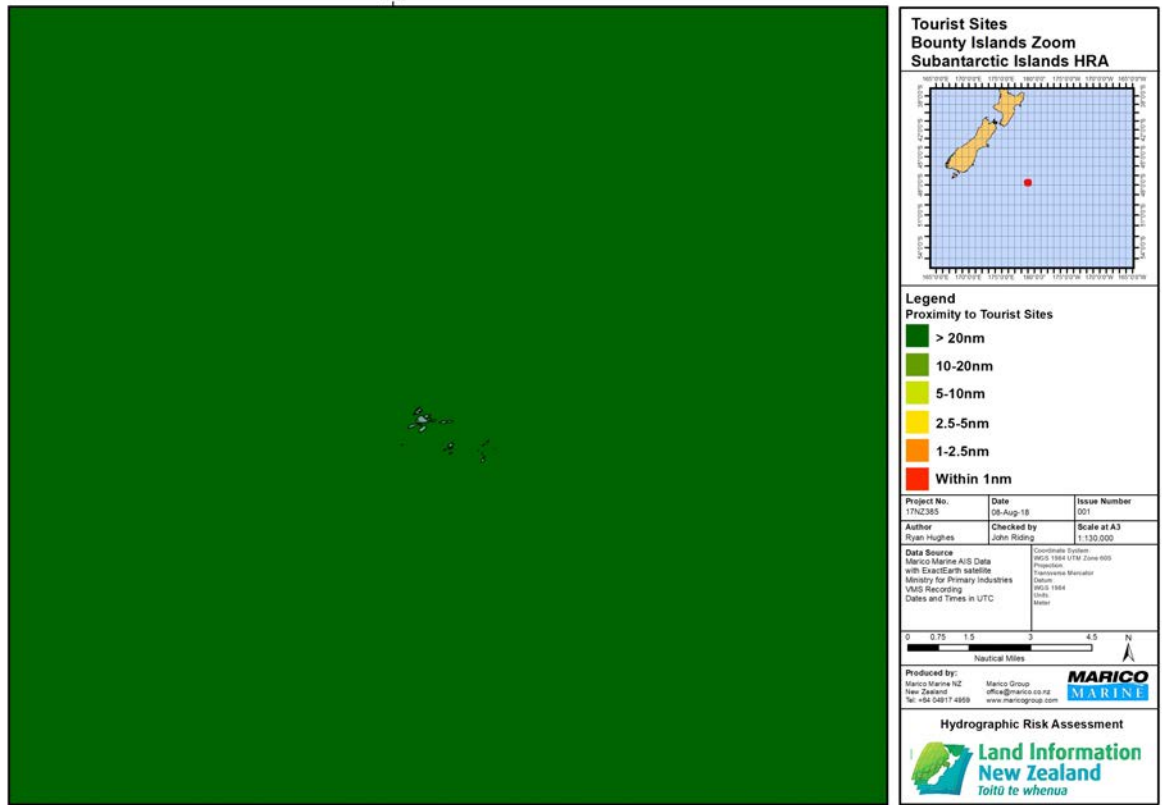 Tourist Sites
Bounty Islands Zoom
Subantarctic Islands HRA
Legend
Proximity to Tourist Sites
> 20nm
10-20nm
5-10nm
2.5-5nm
1-2.5nm
Within 1nm
Project No. Date Issue Number
17NZ385 08-Aug-18 001
Author Checked by Scale at A3
Ryan Hughes John Riding 1:130,000
Data Source
Marico Marine AIS Data
with ExactEarth satellite
Ministry for Primary Industries
VMS Recording
Dates and Times in UTC
Coordinate System:
WGS 1984 UTM Zone 60S
Projection:
Transverse Mercator
Datum:
WGS 1984
Units:
Meter
0 0.75 1.5 3 4.5 N
Nautical Miles
Produced by:
Marico Marine NZ Marico Group
New Zealand office@marico.co.nz
Tel: +64 04917 4959 www.maricogroup.com
MARICO
MARINE
Hydrographic Risk Assessment
Land Information
New Zealand
Toitū te whenua